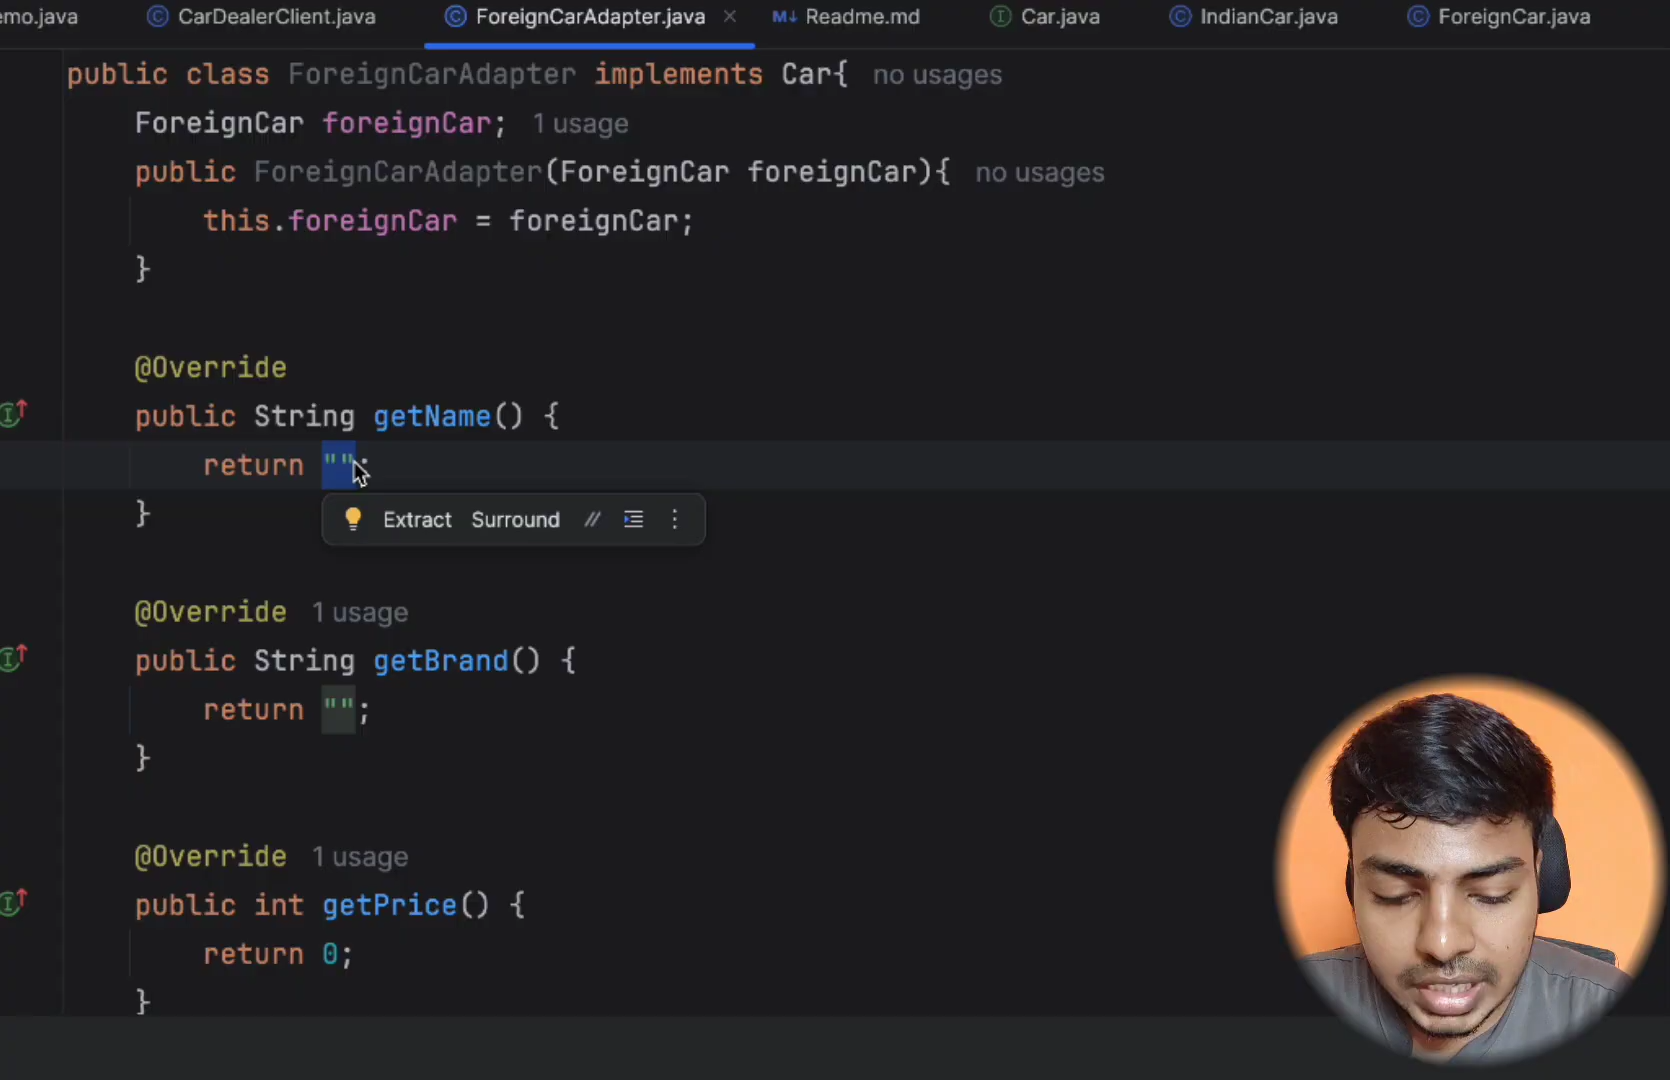 emo.java CarDealerClient.java ForeignCarAdapter.java Readme.md Car.java IndianCar.java ForeignCar.java
public class ForeignCarAdapter implements Car{ no usages
ForeignCar foreignCar; 1 usage
public ForeignCarAdapter(ForeignCar foreignCar){ no usages
this.foreignCar = foreignCar;
}
@Override
public String getName() {
return "";
}
Extract Surround //
@Override 1 usage
public String getBrand() {
return "";
}
@Override 1 usage
public int getPrice() {
return 0;
}